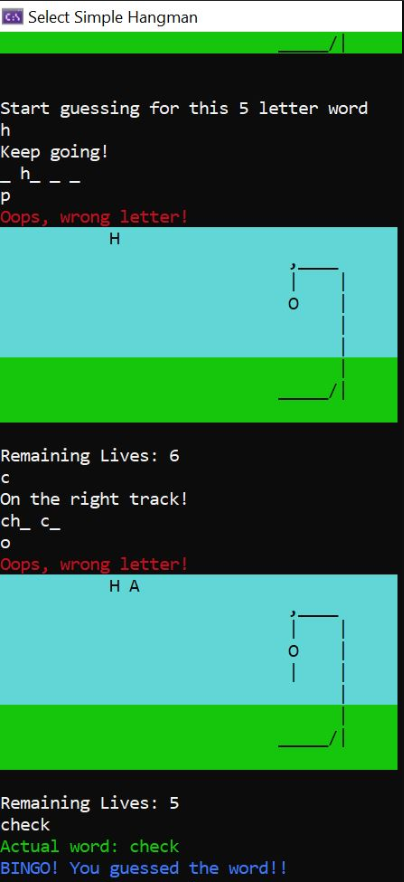 Select Simple Hangman
_____/|
Start guessing for this 5 letter word
h
Keep going!
_ h_ _ _
p
Oops, wrong letter!
H
,____
|    |
O    |
|
|
|
_____/|
Remaining Lives: 6
c
On the right track!
ch_ c_
o
Oops, wrong letter!
H A
,____
|    |
O    |
|    |
|
|
_____/|
Remaining Lives: 5
check
Actual word: check
BINGO! You guessed the word!!